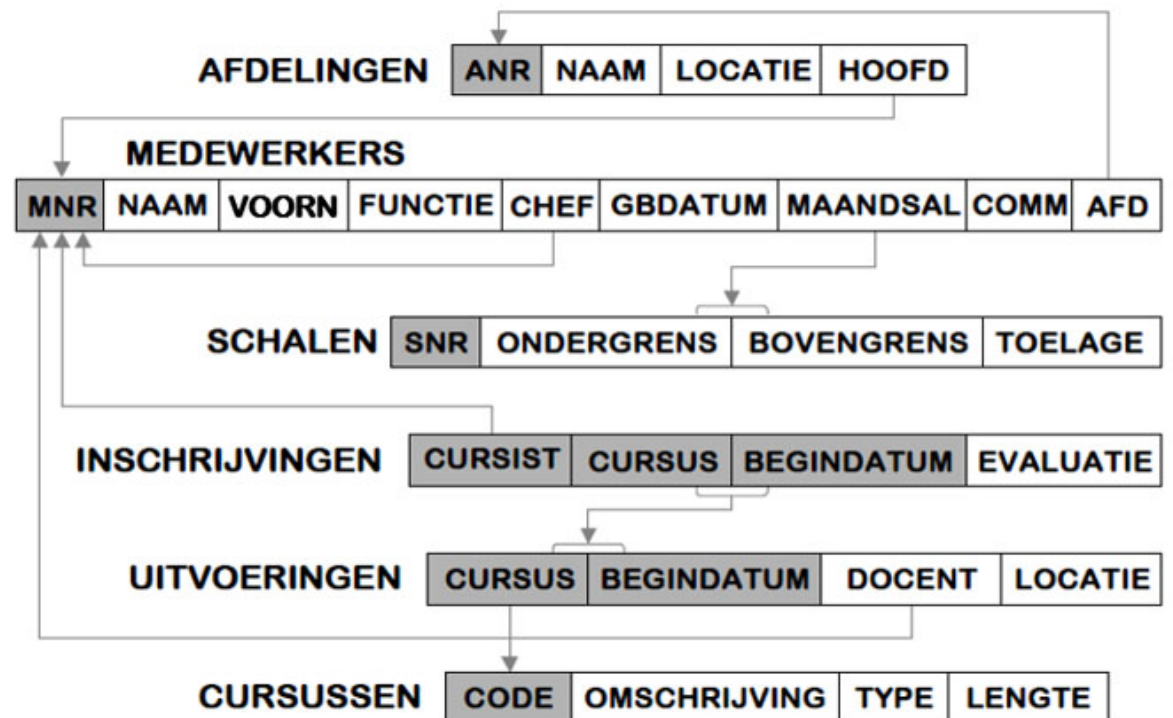 AFDELINGEN ANR NAAM LOCATIE HOOFD
MEDEWERKERS
MNR NAAM VOORN FUNCTIE CHEF GBDATUM MAANDSAL COMM AFD
SCHALEN SNR ONDERGRENS BOVENGRENS TOELAGE
INSCHRIJVINGEN CURSIST CURSUS BEGINDATUM EVALUATIE
UITVOERINGEN CURSUS BEGINDATUM DOCENT LOCATIE
CURSUSSEN CODE OMSCHRIJVING TYPE LENGTE